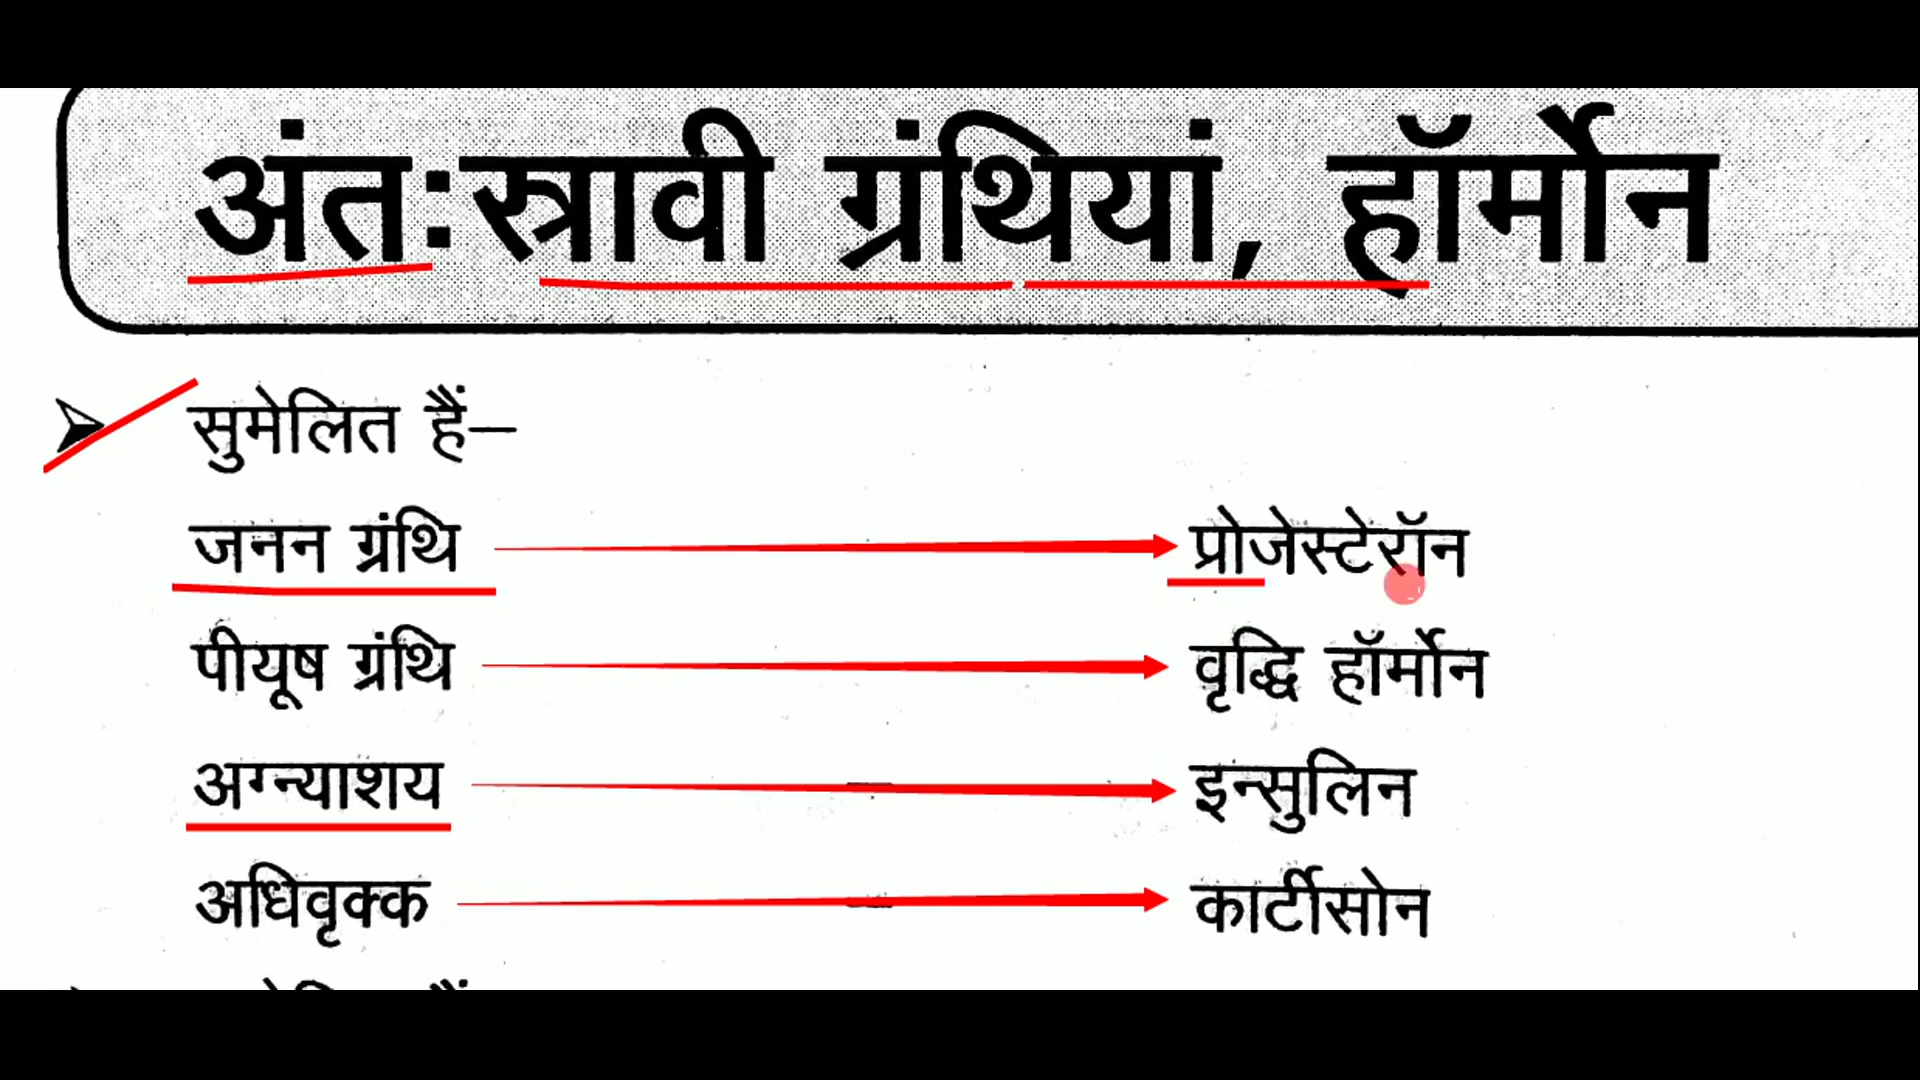 अंतःस्रावी ग्रंथियां, हॉर्मोन
➤ सुमेलित हैं–
जनन ग्रंथि प्रोजेस्टेरॉन
पीयूष ग्रंथि वृद्धि हॉर्मोन
अग्न्याशय इन्सुलिन
अधिवृक्क कार्टीसोन